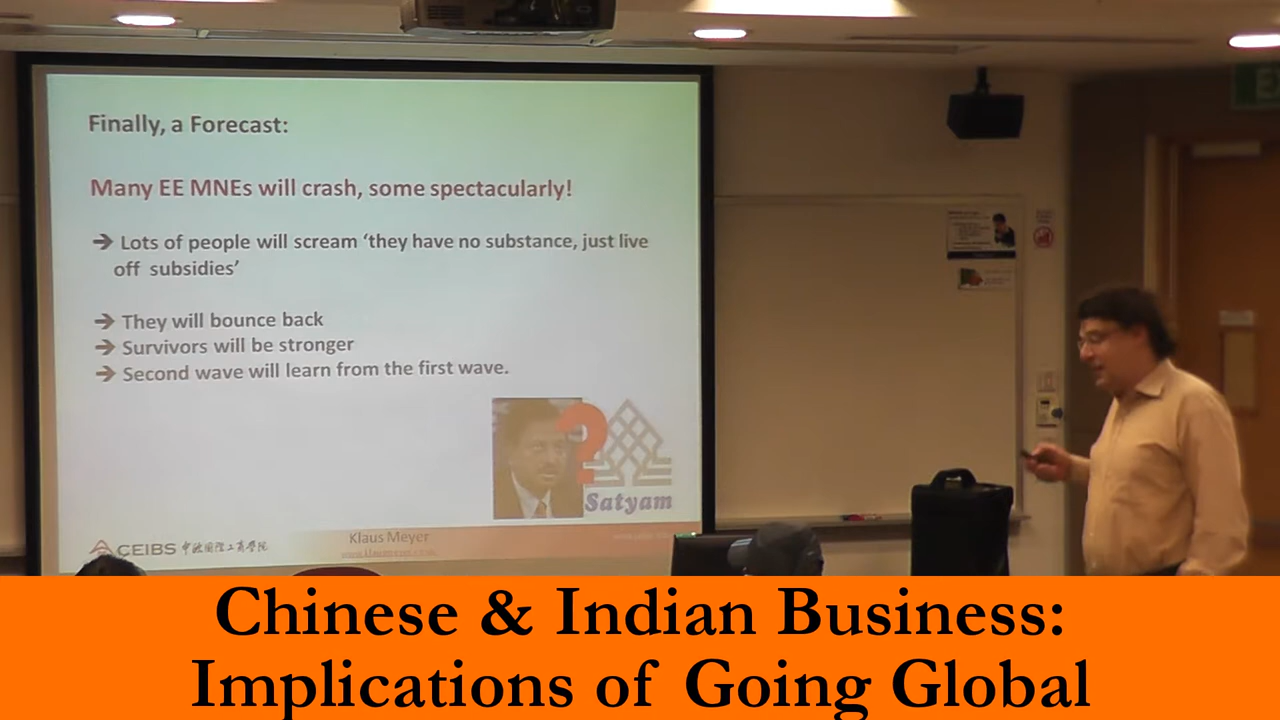 Finally, a Forecast:
Many EE MNEs will crash, some spectacularly!
➔ Lots of people will scream ‘they have no substance, just live
off subsidies’
➔ They will bounce back
➔ Survivors will be stronger
➔ Second wave will learn from the first wave.
?
Satyam
CEIBS 中欧国际工商学院
Klaus Meyer
Chinese & Indian Business:
Implications of Going Global